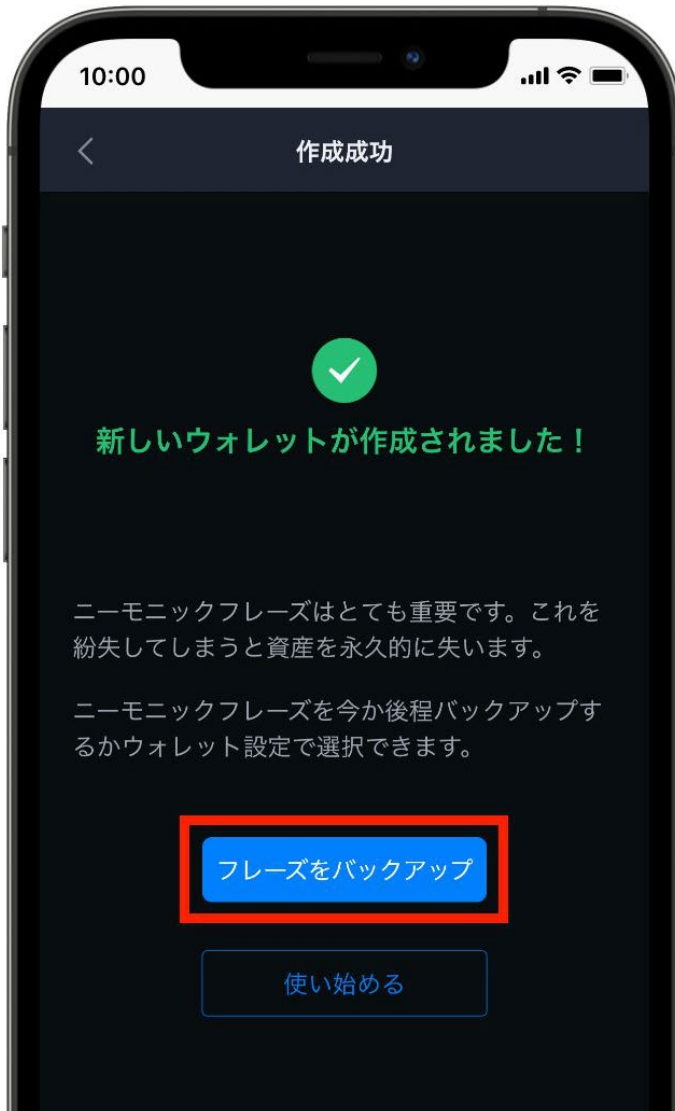 10:00
作成成功
新しいウォレットが作成されました！
ニーモニックフレーズはとても重要です。これを
紛失してしまうと資産を永久的に失います。
ニーモニックフレーズを今か後程バックアップす
るかウォレット設定で選択できます。
フレーズをバックアップ
使い始める